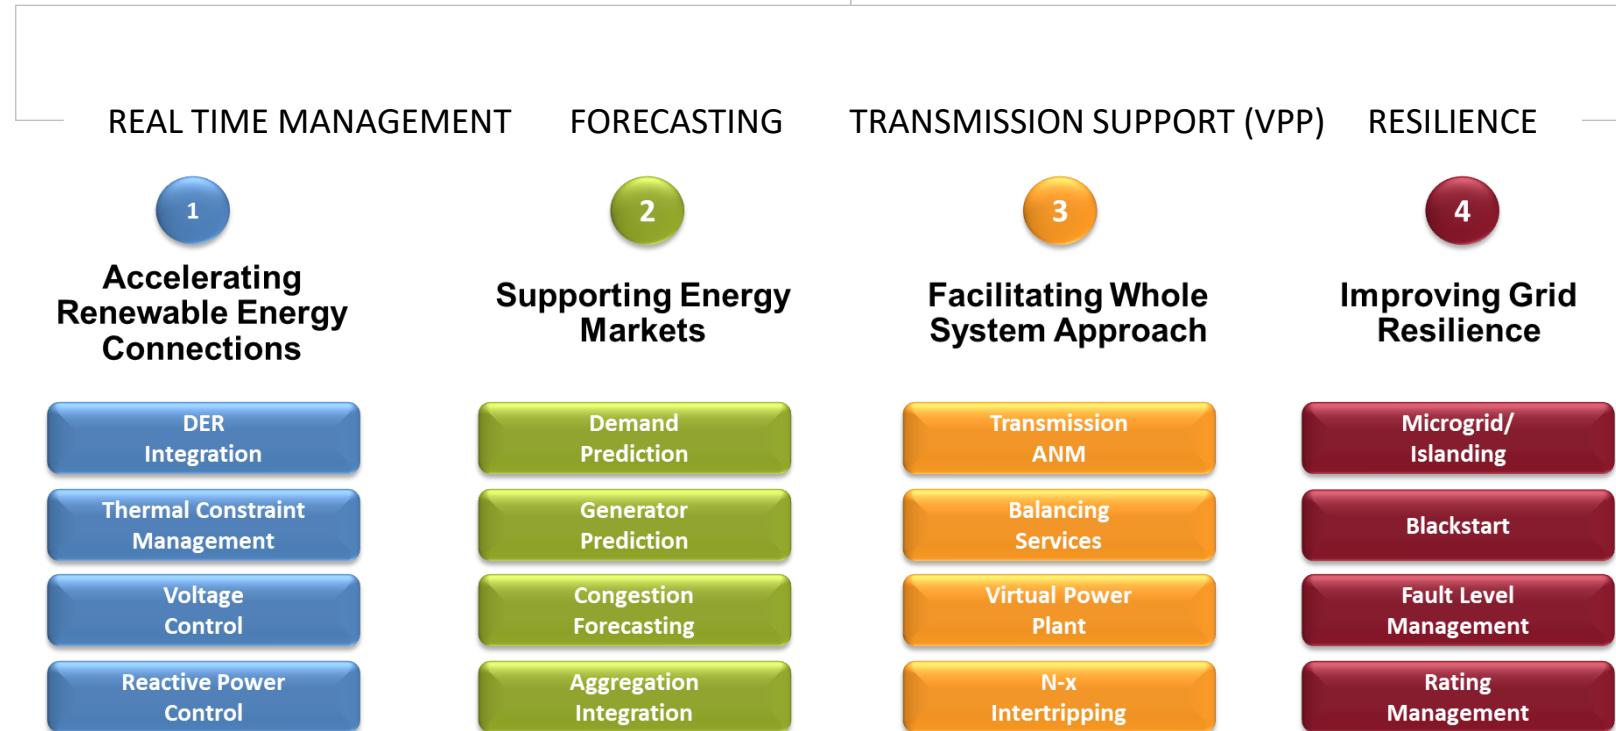 REAL TIME MANAGEMENT
FORECASTING
TRANSMISSION SUPPORT (VPP)
RESILIENCE
1
Accelerating
Renewable Energy
Connections
DER
Integration
Thermal Constraint
Management
Voltage
Control
Reactive Power
Control
2
Supporting Energy
Markets
Demand
Prediction
Generator
Prediction
Congestion
Forecasting
Aggregation
Integration
3
Facilitating Whole
System Approach
Transmission
ANM
Balancing
Services
Virtual Power
Plant
N-x
Intertripping
4
Improving Grid
Resilience
Microgrid/
Islanding
Blackstart
Fault Level
Management
Rating
Management